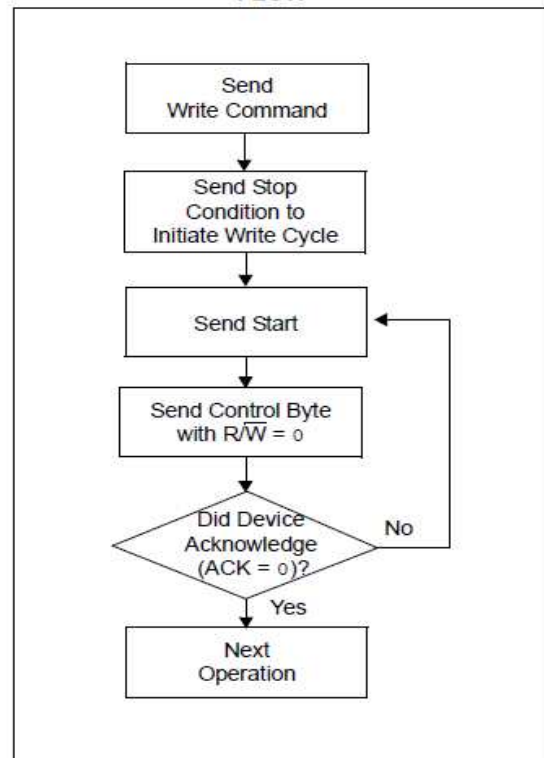 Send
Write Command
Send Stop
Condition to
Initiate Write Cycle
Send Start
Send Control Byte
with R/W̅ = 0
Did Device
Acknowledge
(ACK = 0)?
No
Yes
Next
Operation